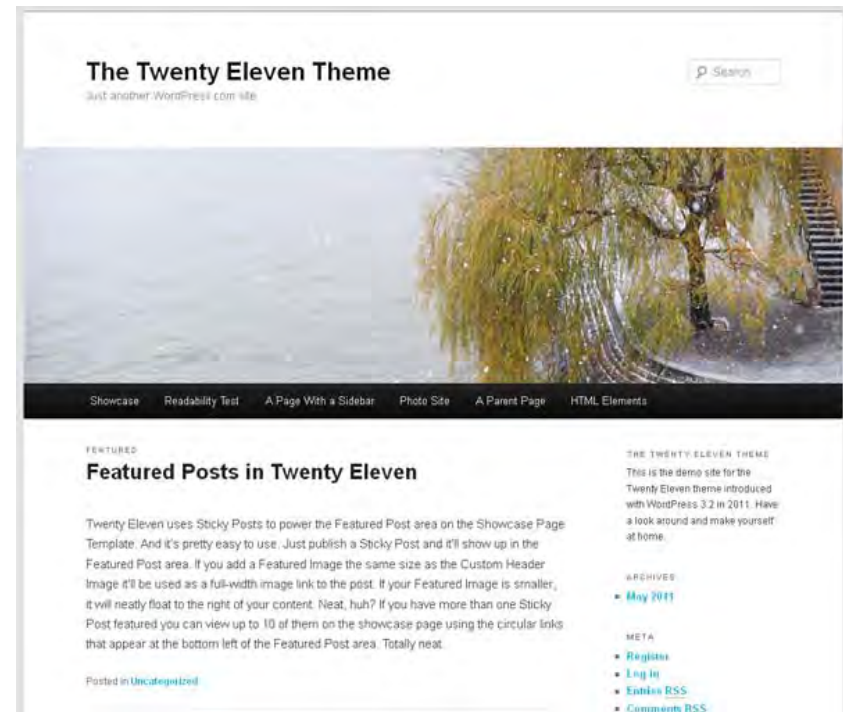 The Twenty Eleven Theme
Just another WordPress.com site
Search
Showcase Readability Test A Page With a Sidebar Photo Site A Parent Page HTML Elements
FEATURED
Featured Posts in Twenty Eleven
Twenty Eleven uses Sticky Posts to power the Featured Post area on the Showcase Page
Template. And it's pretty easy to use. Just publish a Sticky Post and it'll show up in the
Featured Post area. If you add a Featured Image the same size as the Custom Header
Image it'll be used as a full-width image link to the post. If your Featured Image is smaller,
it will neatly float to the right of your content. Neat, huh? If you have more than one Sticky
Post featured you can view up to 10 of them on the showcase page using the circular links
that appear at the bottom left of the Featured Post area. Totally neat.
Posted in Uncategorized
THE TWENTY ELEVEN THEME
This is the demo site for the
Twenty Eleven theme introduced
with WordPress 3.2 in 2011. Have
a look around and make yourself
at home.
ARCHIVES
May 2011
META
Register
Log in
Entries RSS
Comments RSS